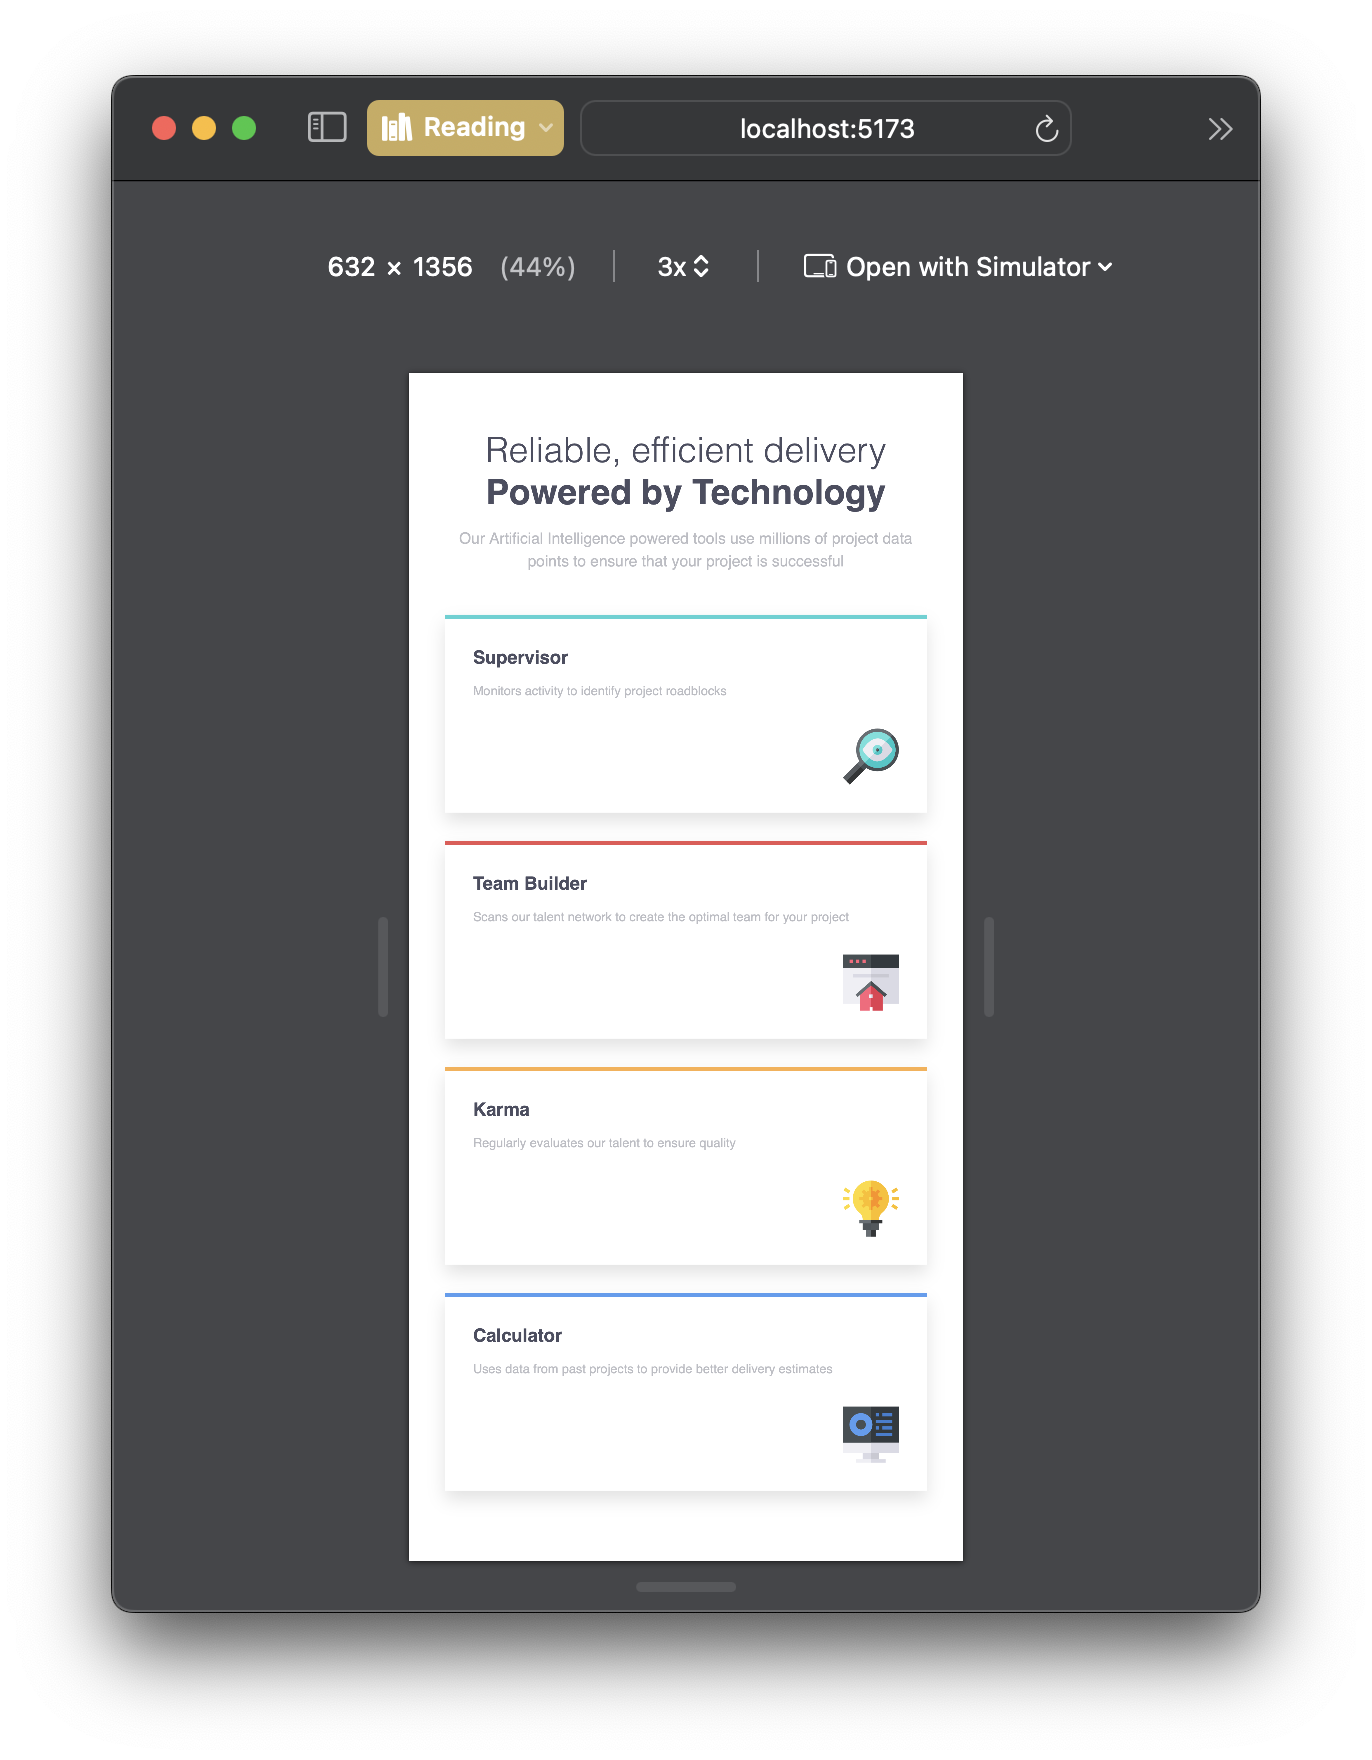 Reading
localhost:5173
632 × 1356 (44%) 3x Open with Simulator
Reliable, efficient delivery
Powered by Technology
Our Artificial Intelligence powered tools use millions of project data
points to ensure that your project is successful
Supervisor
Monitors activity to identify project roadblocks
Team Builder
Scans our talent network to create the optimal team for your project
Karma
Regularly evaluates our talent to ensure quality
Calculator
Uses data from past projects to provide better delivery estimates